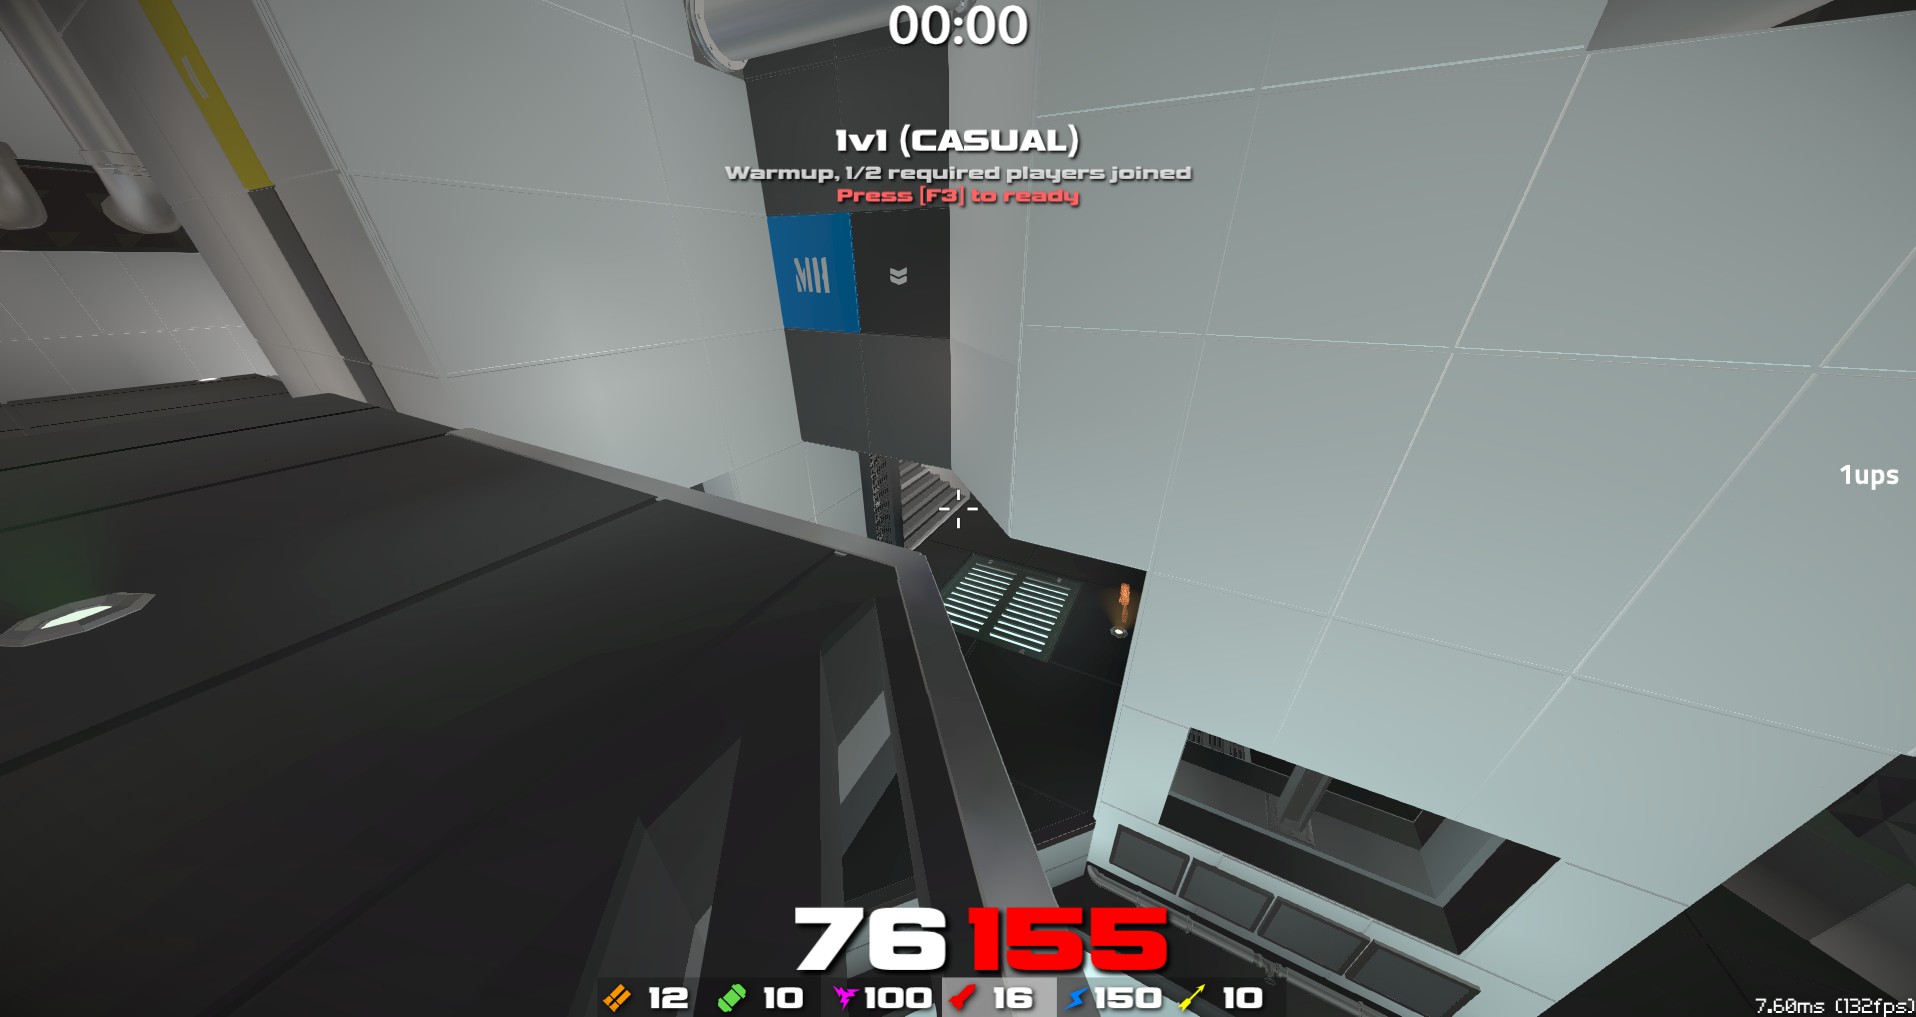 00:00
1v1 (CASUAL)
Warmup, 1/2 required players joined
Press [F3] to ready
MH
1ups
76 155
12 10 100 16 150 10
7.60ms (132fps)